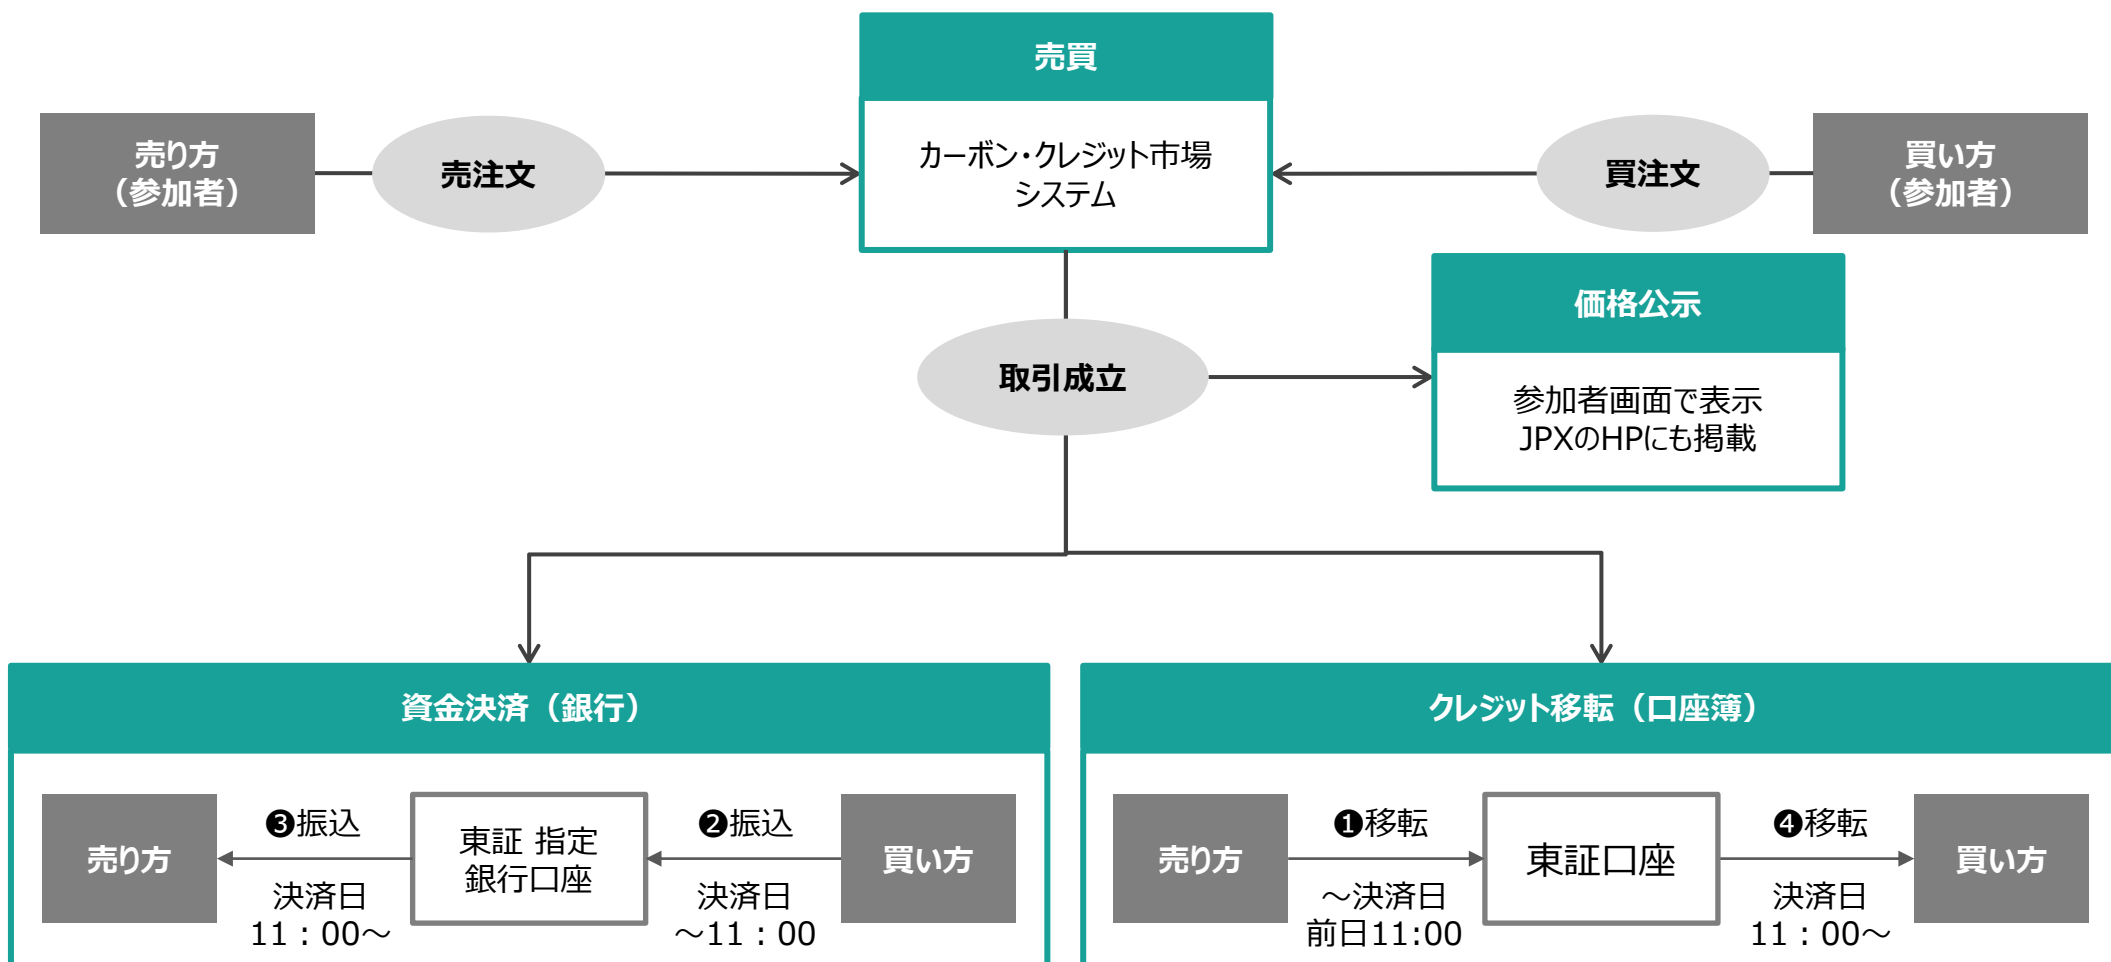 売買
売り方
（参加者）
売注文
カーボン・クレジット市場
システム
買注文
買い方
（参加者）
価格公示
取引成立
参加者画面で表示
JPXのHPにも掲載
資金決済（銀行）
売り方
❸振込
決済日
11：00～
東証 指定
銀行口座
❷振込
決済日
～11：00
買い方
クレジット移転（口座簿）
売り方
❶移転
～決済日
前日11:00
東証口座
❹移転
決済日
11：00～
買い方